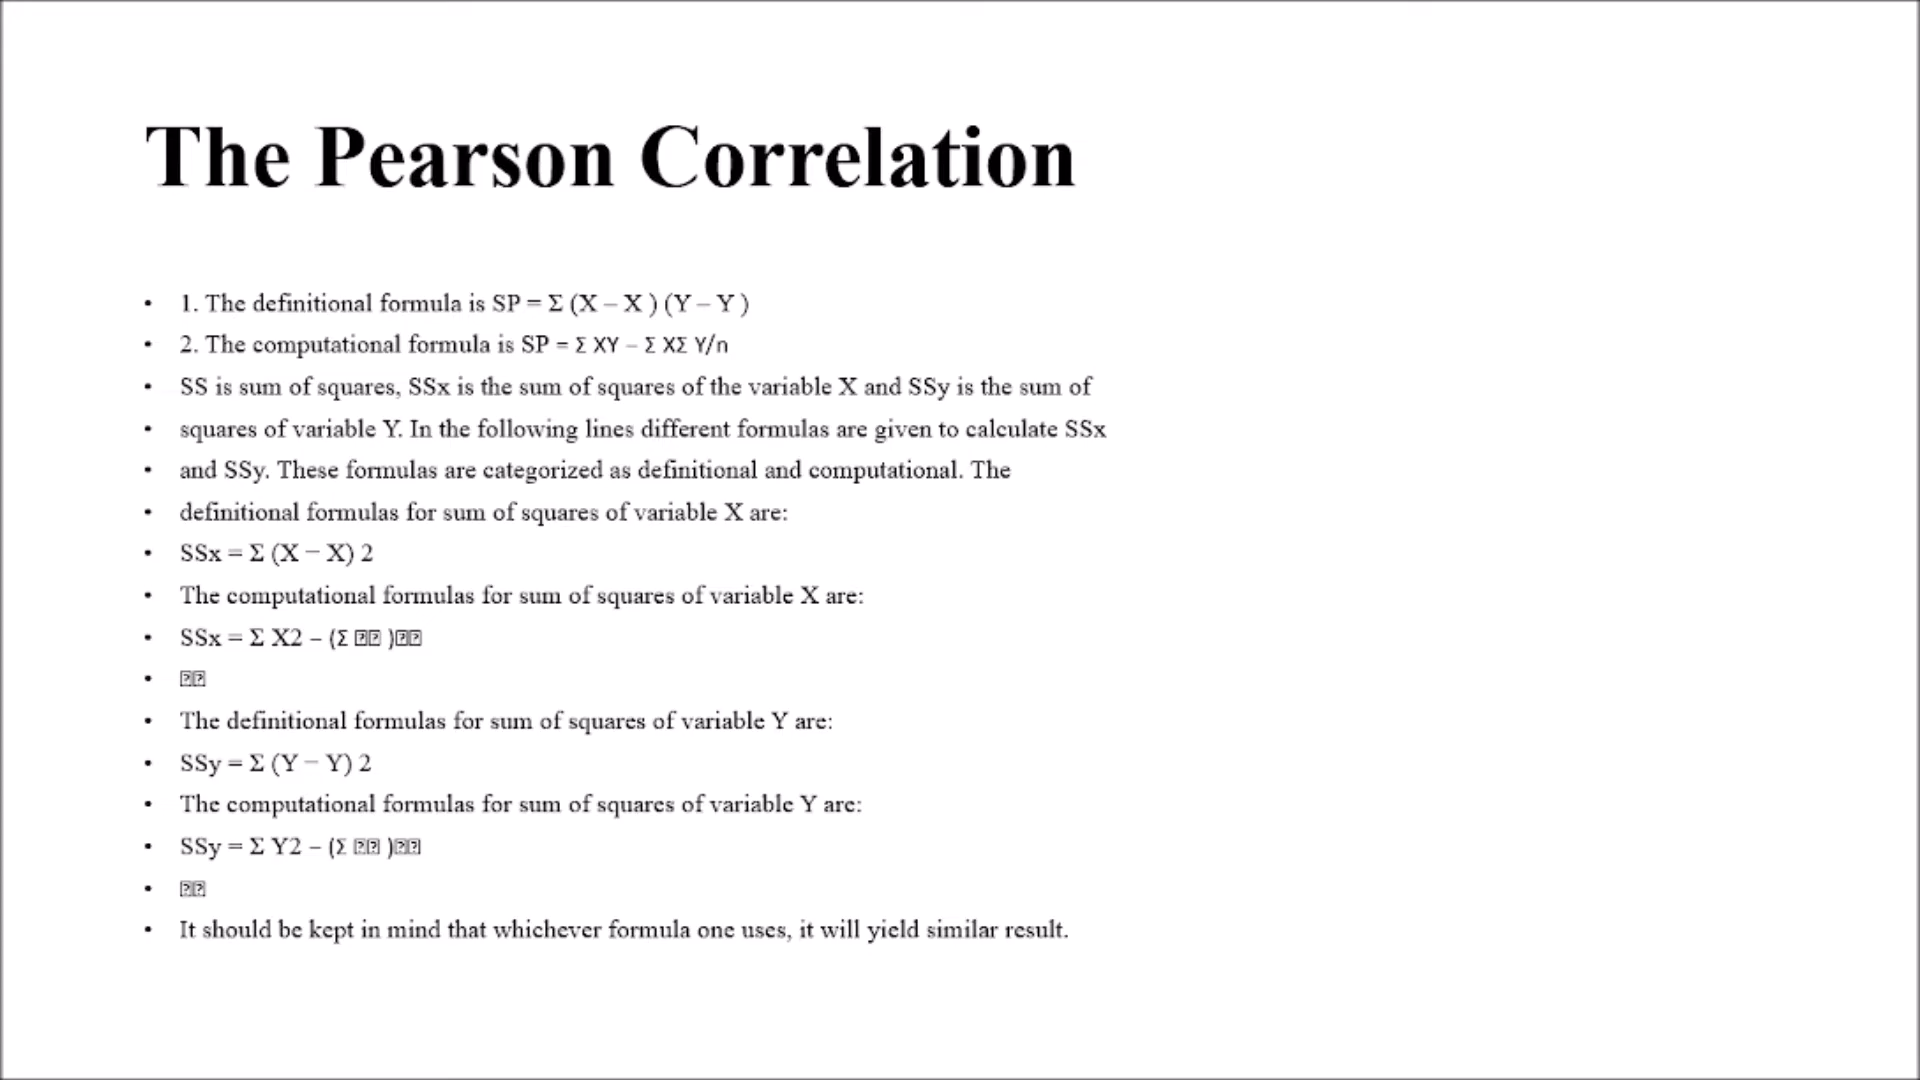 The Pearson Correlation
• 1. The definitional formula is SP = Σ (X – X ) (Y – Y )
• 2. The computational formula is SP = Σ XY – Σ XΣ Y/n
• SS is sum of squares, SSx is the sum of squares of the variable X and SSy is the sum of
• squares of variable Y. In the following lines different formulas are given to calculate SSx
• and SSy. These formulas are categorized as definitional and computational. The
• definitional formulas for sum of squares of variable X are:
• SSx = Σ (X − X) 2
• The computational formulas for sum of squares of variable X are:
• SSx = Σ X2 – (Σ ⍰⍰ )⍰⍰
• ⍰⍰
• The definitional formulas for sum of squares of variable Y are:
• SSy = Σ (Y − Y) 2
• The computational formulas for sum of squares of variable Y are:
• SSy = Σ Y2 – (Σ ⍰⍰ )⍰⍰
• ⍰⍰
• It should be kept in mind that whichever formula one uses, it will yield similar result.